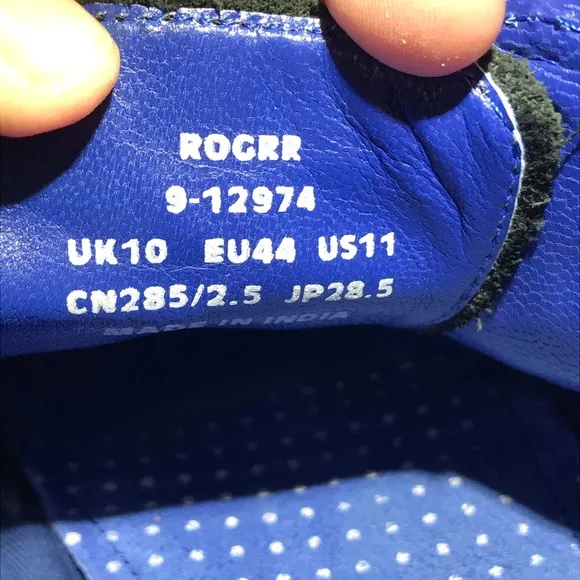 ROGRR
9-12974
UK10 EU44 US11
CN285/2.5 JP28.5
MADE IN INDIA